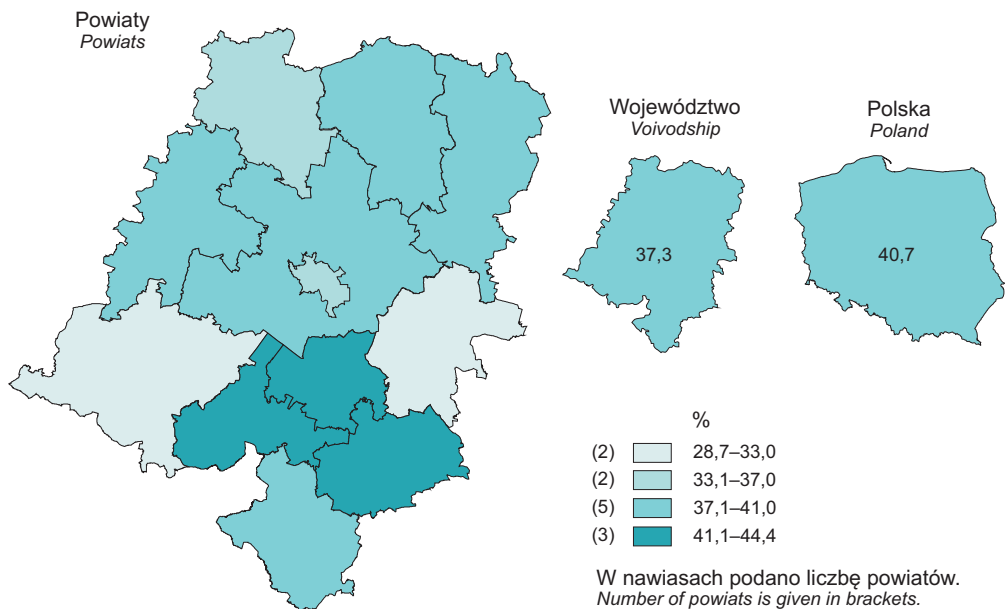 Powiaty
Powiats
Województwo
Voivodship
37,3
Polska
Poland
40,7
%
(2) 28,7–33,0
(2) 33,1–37,0
(5) 37,1–41,0
(3) 41,1–44,4
W nawiasach podano liczbę powiatów.
Number of powiats is given in brackets.